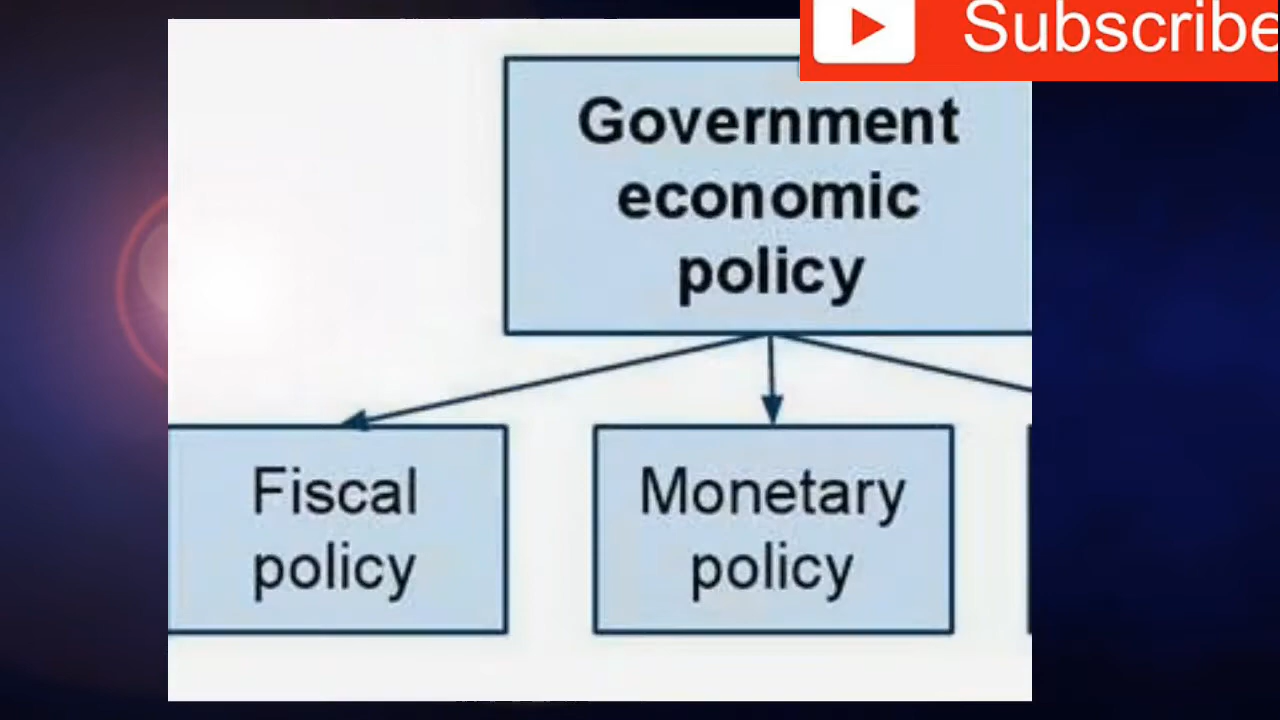 Subscribe
Government
economic
policy
Fiscal
policy
Monetary
policy